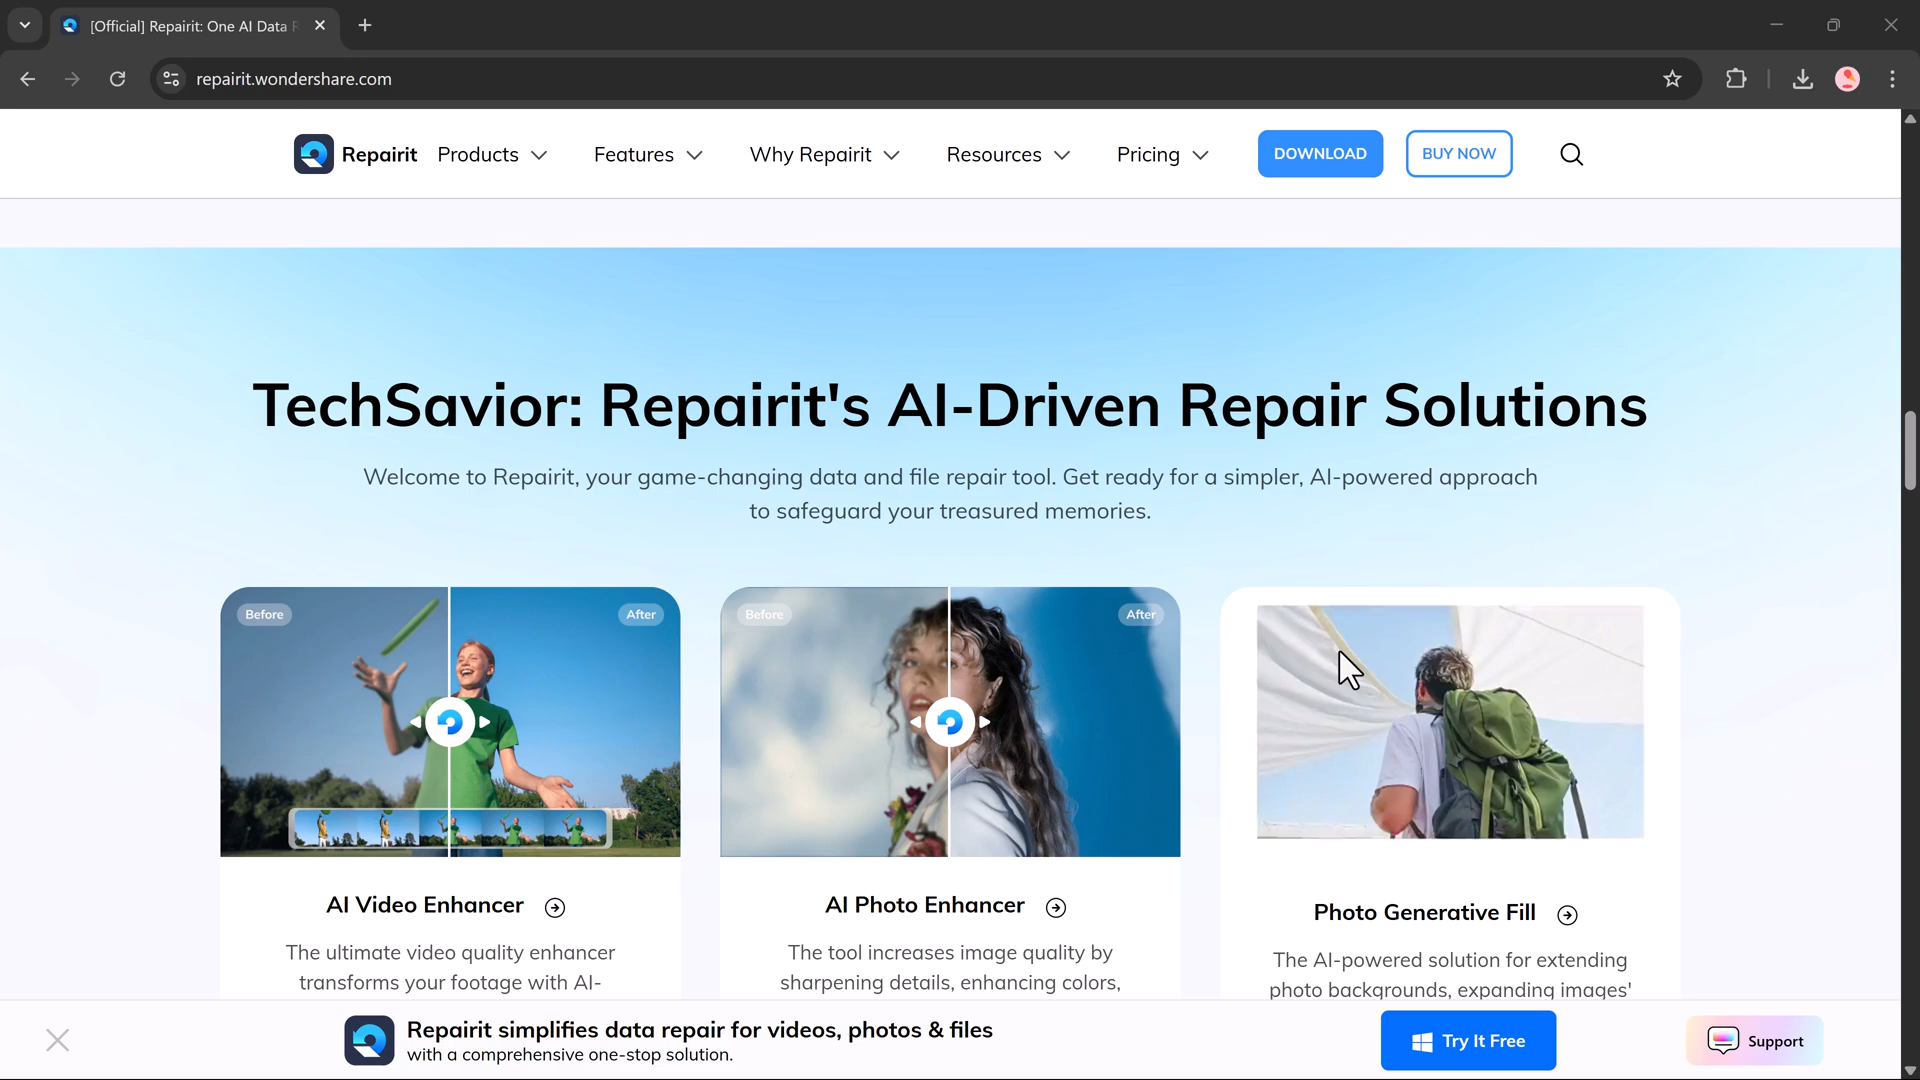 [Official] Repairit: One AI Data
repairit.wondershare.com
Repairit
Products
Features
Why Repairit
Resources
Pricing
DOWNLOAD
BUY NOW
TechSavior: Repairit's AI-Driven Repair Solutions
Welcome to Repairit, your game-changing data and file repair tool. Get ready for a simpler, AI-powered approach
to safeguard your treasured memories.
Before
After
Before
After
AI Video Enhancer
The ultimate video quality enhancer
transforms your footage with AI-
AI Photo Enhancer
The tool increases image quality by
sharpening details, enhancing colors,
Photo Generative Fill
The AI-powered solution for extending
photo backgrounds, expanding images'
Repairit simplifies data repair for videos, photos & files
with a comprehensive one-stop solution.
Try It Free
Support